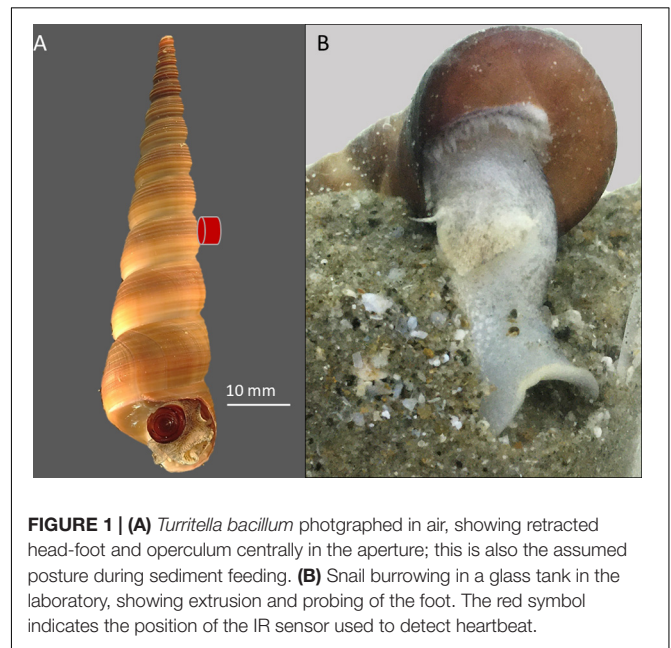 A
B
10 mm
FIGURE 1 | (A) Turritella bacillum photgraphed in air, showing retracted
head-foot and operculum centrally in the aperture; this is also the assumed
posture during sediment feeding. (B) Snail burrowing in a glass tank in the
laboratory, showing extrusion and probing of the foot. The red symbol
indicates the position of the IR sensor used to detect heartbeat.